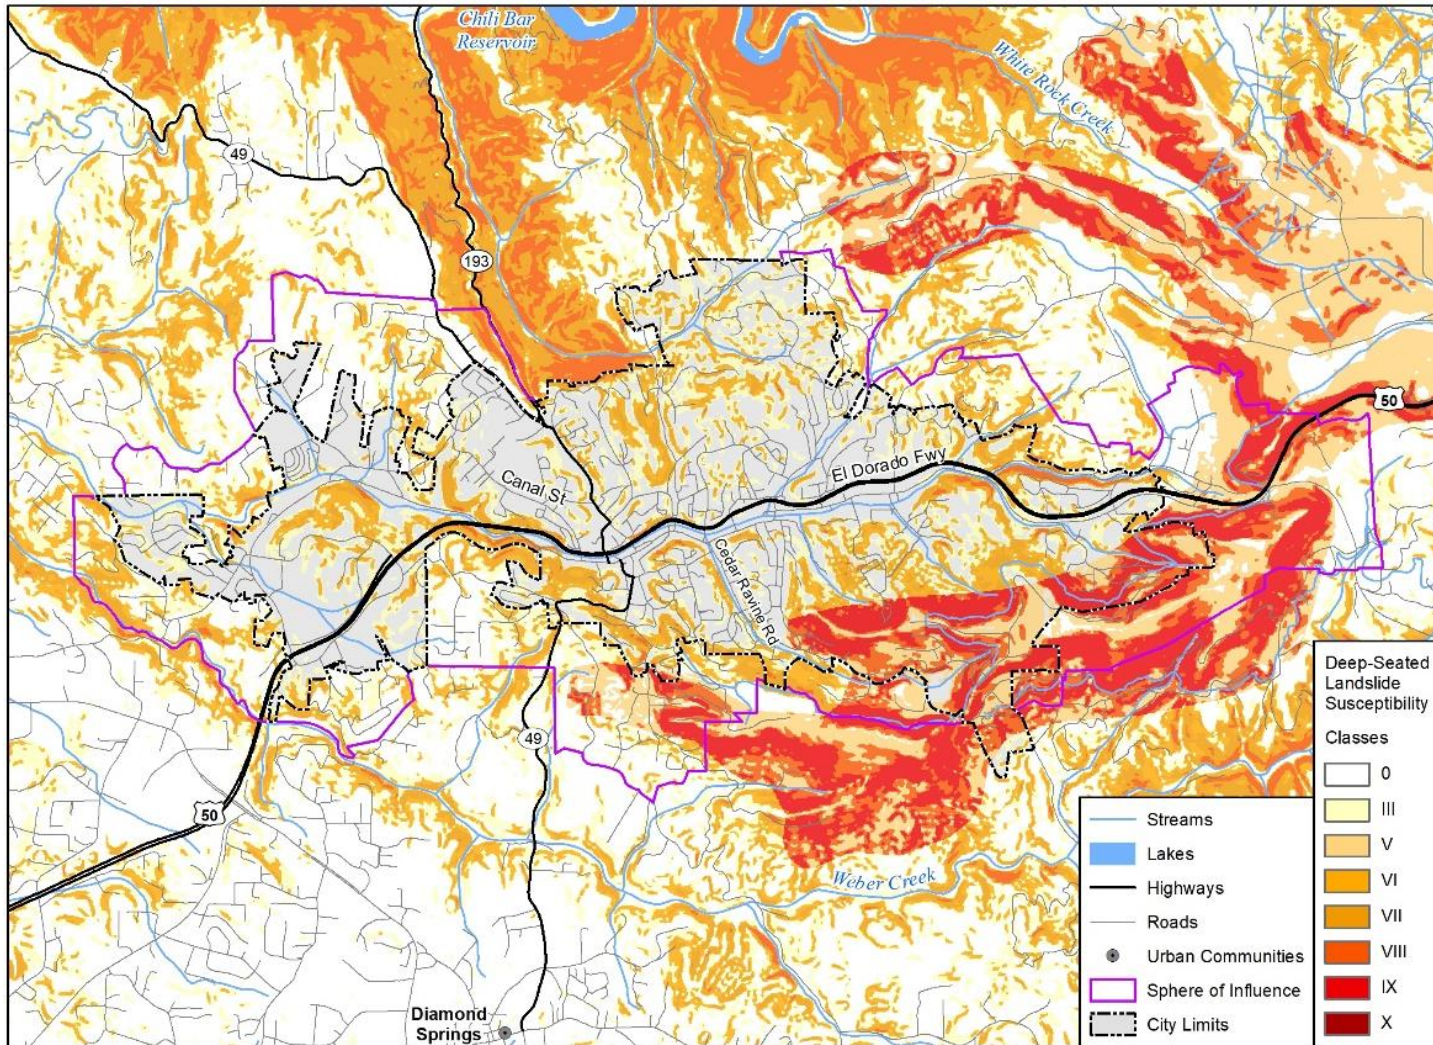 Chili Bar
Reservoir
White Rock Creek
49
193
50
El Dorado Fwy
Canal St
Cedar Ravine Rd
49
50
Weber Creek
Diamond
Springs
Streams
Lakes
Highways
Roads
Urban Communities
Sphere of Influence
City Limits
Deep-Seated
Landslide
Susceptibility
Classes
0
III
V
VI
VII
VIII
IX
X